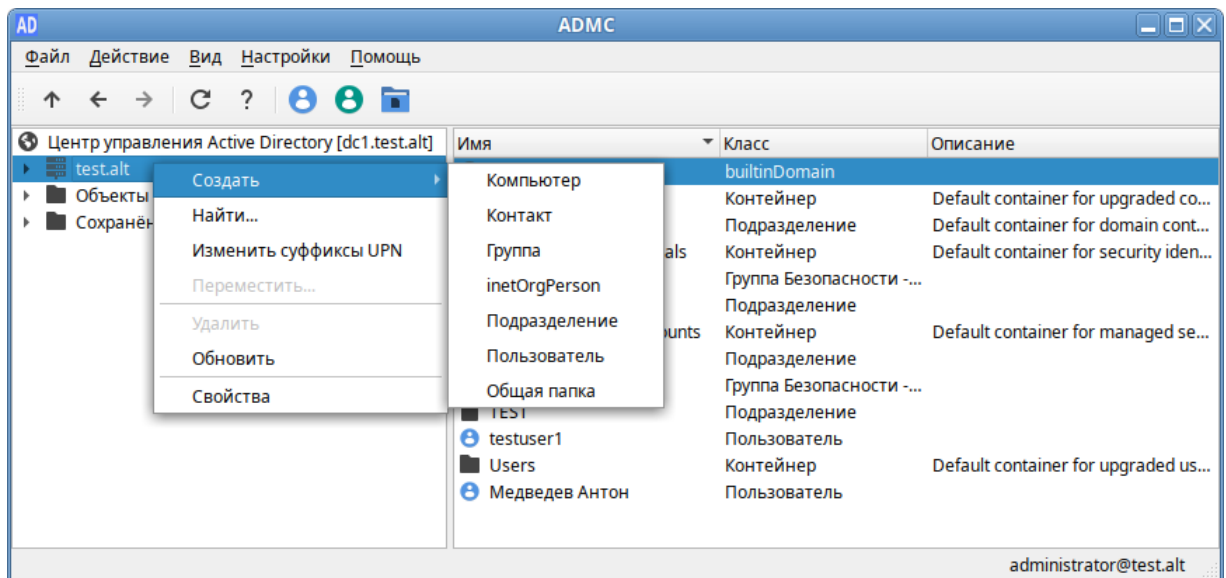 AD ADMC
Файл Действие Вид Настройки Помощь
Центр управления Active Directory [dc1.test.alt]
test.alt
Объекты
Сохранён
Создать
Найти...
Изменить суффиксы UPN
Переместить...
Удалить
Обновить
Свойства
Компьютер
Контакт
Группа
inetOrgPerson
Подразделение
Пользователь
Общая папка
Имя Класс Описание
builtinDomain
Контейнер Default container for upgraded co...
Подразделение Default container for domain cont...
als Контейнер Default container for security iden...
Группа Безопасности -...
Подразделение
unts Контейнер Default container for managed se...
Подразделение
Группа Безопасности -...
TEST Подразделение
testuser1 Пользователь
Users Контейнер Default container for upgraded us...
Медведев Антон Пользователь
administrator@test.alt